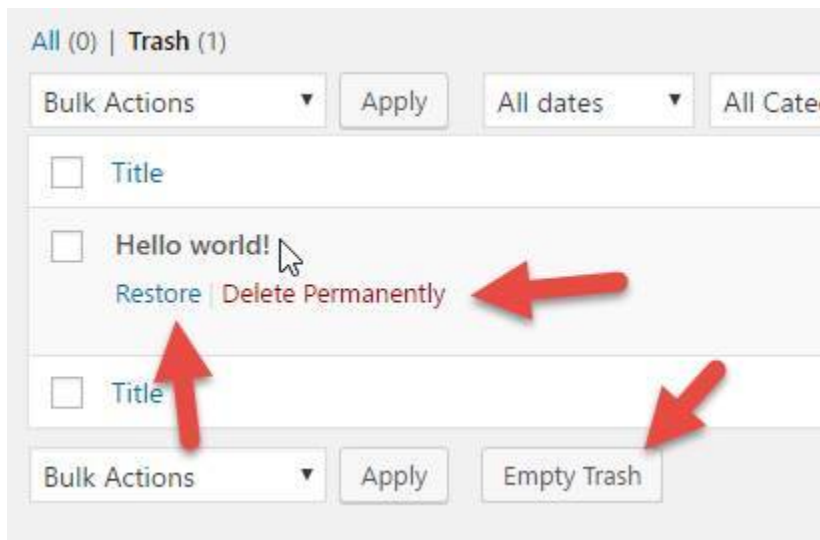 All (0) | Trash (1)
Bulk Actions Apply All dates All Cate
Title
Hello world!
Restore | Delete Permanently
Title
Bulk Actions Apply Empty Trash